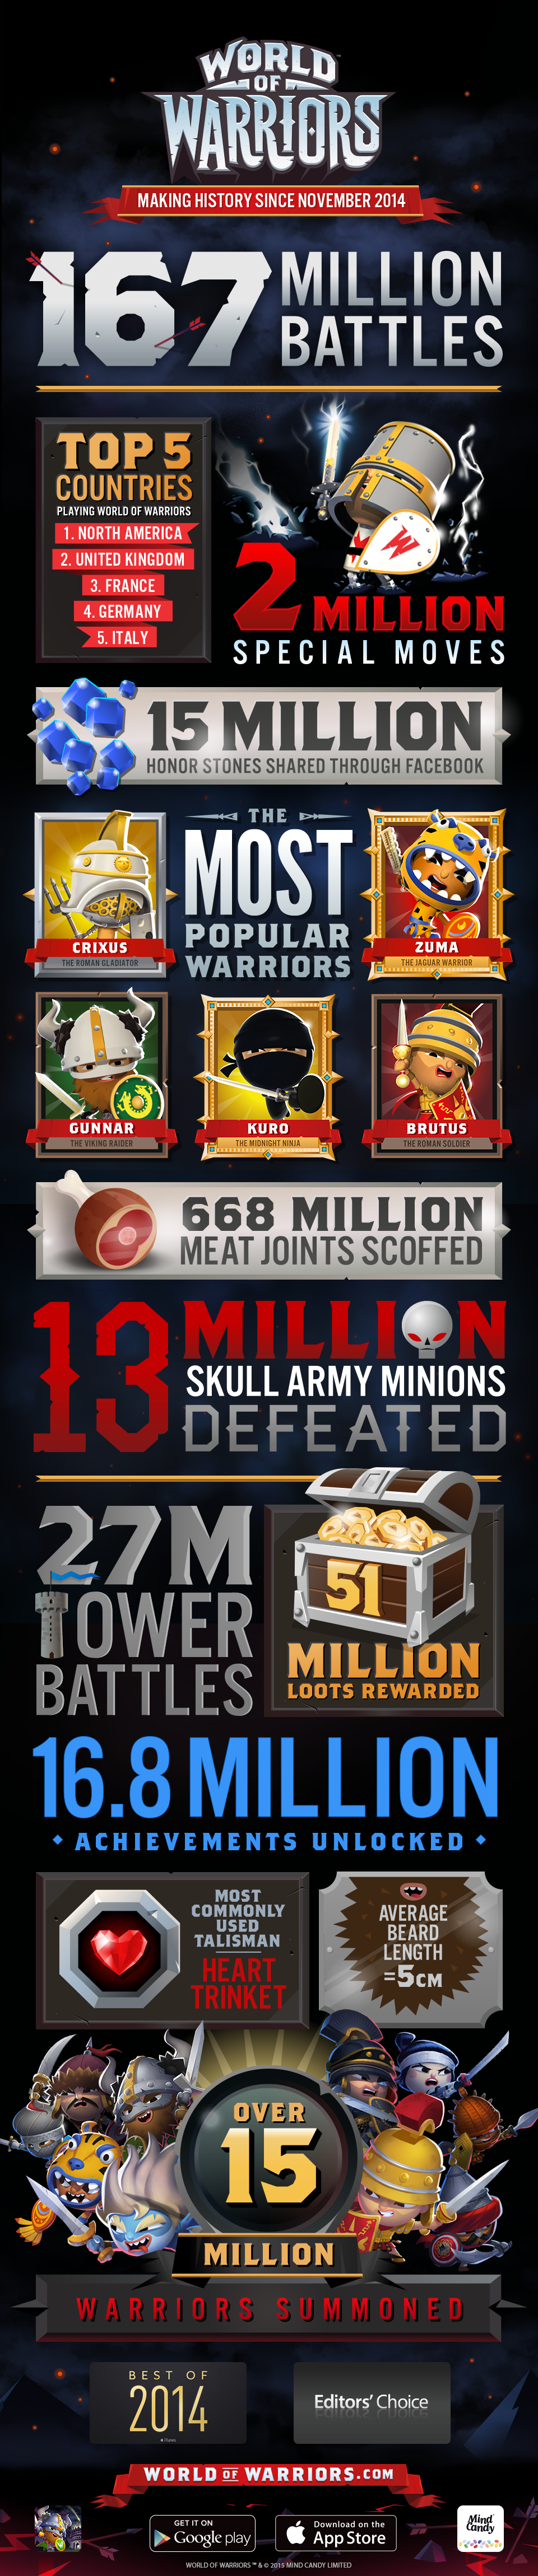 WORLD
OF
WARRIORS
MAKING HISTORY SINCE NOVEMBER 2014
167 MILLION
BATTLES
TOP 5
COUNTRIES
PLAYING WORLD OF WARRIORS
1. NORTH AMERICA
2. UNITED KINGDOM
3. FRANCE
4. GERMANY
5. ITALY
2 MILLION
SPECIAL MOVES
15 MILLION
HONOR STONES SHARED THROUGH FACEBOOK
THE
MOST
POPULAR
WARRIORS
CRIXUS
THE ROMAN GLADIATOR
ZUMA
THE JAGUAR WARRIOR
GUNNAR
THE VIKING RAIDER
KURO
THE MIDNIGHT NINJA
BRUTUS
THE ROMAN SOLDIER
668 MILLION
MEAT JOINTS SCOFFED
13 MILLION
SKULL ARMY MINIONS
DEFEATED
27M
TOWER
BATTLES
51
MILLION
LOOTS REWARDED
16.8 MILLION
ACHIEVEMENTS UNLOCKED
MOST
COMMONLY
USED
TALISMAN
HEART
TRINKET
AVERAGE
BEARD
LENGTH
=5CM
OVER
15
MILLION
WARRIORS SUMMONED
BEST OF
2014
iTunes
Editors' Choice
WORLD OF WARRIORS.COM
GET IT ON
Google play
Download on the
App Store
Mind
Candy
WORLD OF WARRIORS ™ & © 2015 MIND CANDY LIMITED